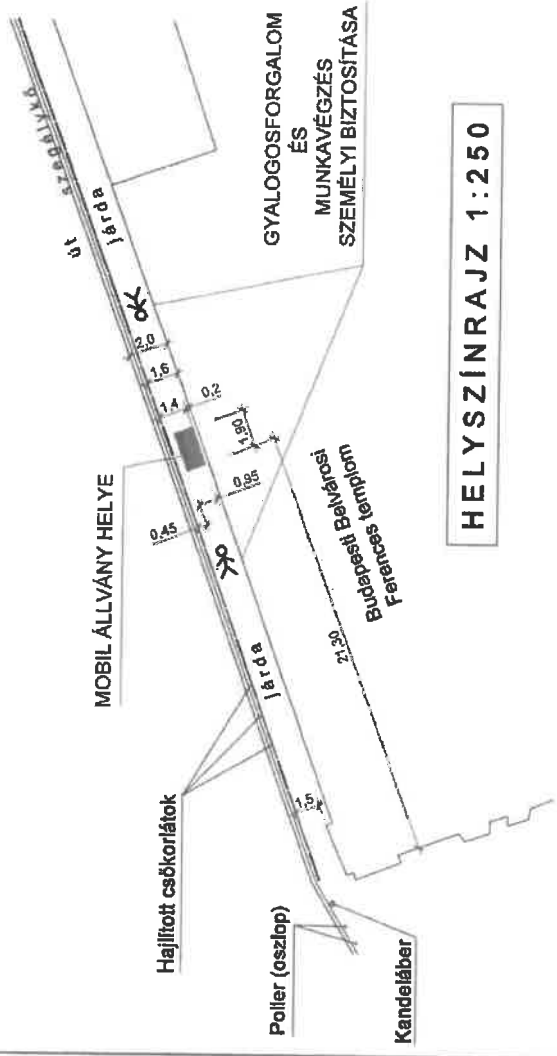 szegélykő
út
járda
GYALOGOSFORGALOM
ÉS
MUNKAVÉGZÉS
SZEMÉLYI BIZTOSÍTÁSA
2,0
1,6
1,4
0,2
MOBIL ÁLLVÁNY HELYE
1,90
0,95
0,45
Budapesti Belvárosi
Ferences templom
21,30
járda
Hajlított csőkorlátok
1,5
Poller (oszlop)
Kandeláber
HELYSZÍNRAJZ 1:250